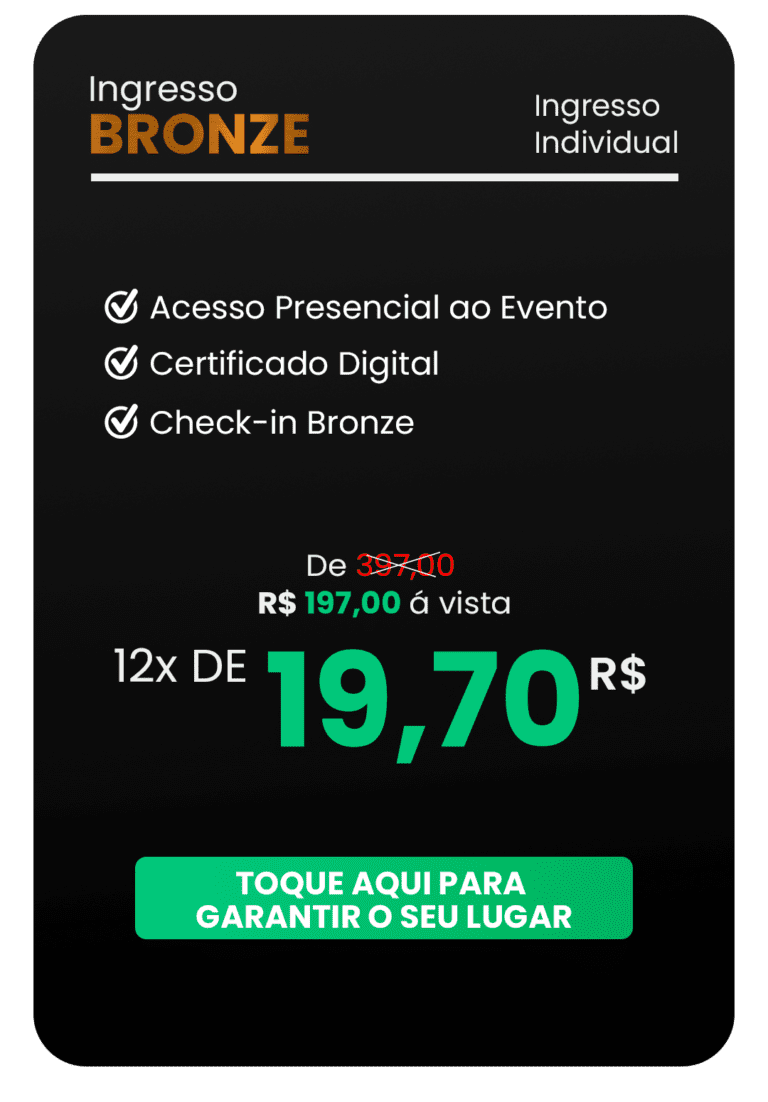 Ingresso
BRONZE
Ingresso
Individual
Acesso Presencial ao Evento
Certificado Digital
Check-in Bronze
De 397,00
R$ 197,00 á vista
12x DE 19,70 R$
TOQUE AQUI PARA
GARANTIR O SEU LUGAR